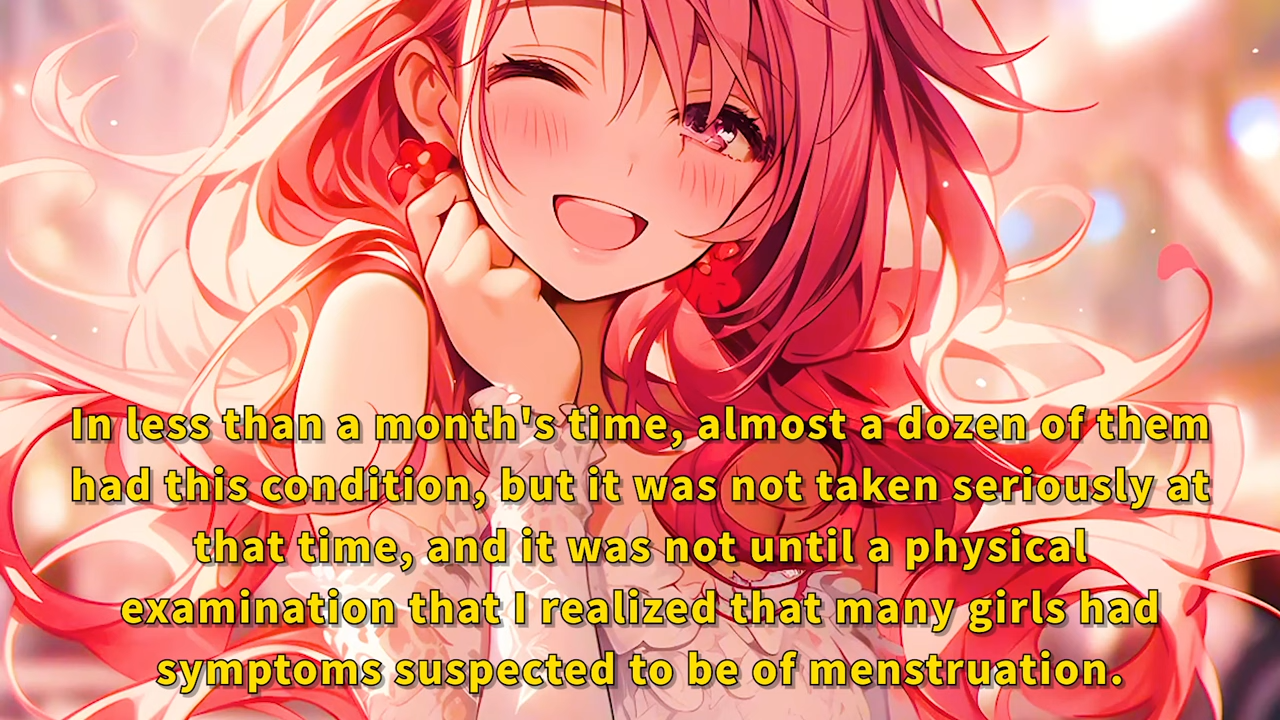 In less than a month's time, almost a dozen of them
had this condition, but it was not taken seriously at
that time, and it was not until a physical
examination that I realized that many girls had
symptoms suspected to be of menstruation.